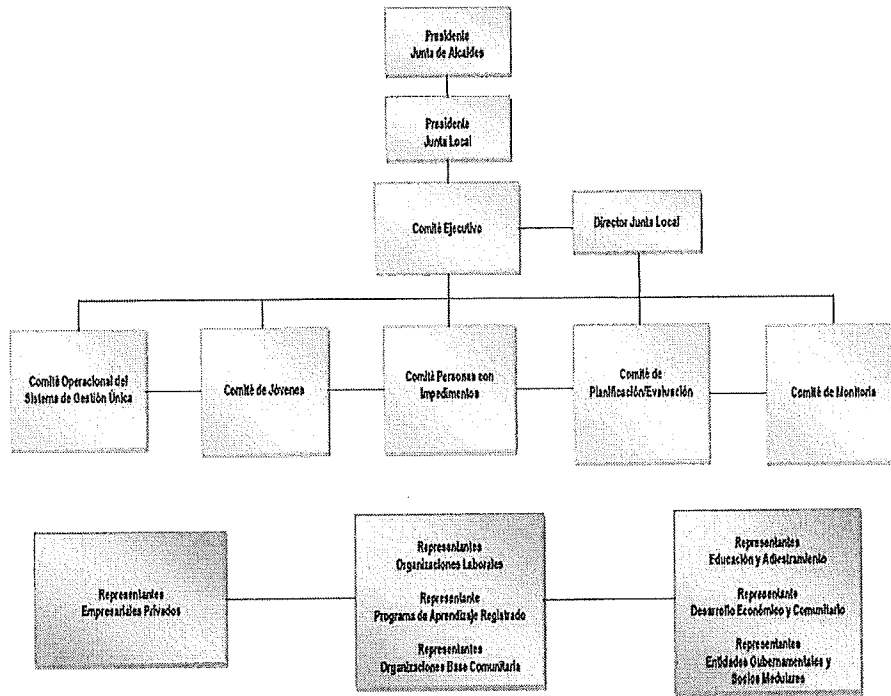 Presidente
Junta de Alcaldes
Presidente
Junta Local
Comité Ejecutivo
Director Junta Local
Comité Operacional del
Sistema de Gestión Única
Comité de Jóvenes
Comité Personas con
Impedimentos
Comité de
Planificación/Evaluación
Comité de Monitoria
Representantes
Empresariales Privados
Representantes
Organizaciones Laborales
Representante
Programa de Aprendizaje Registrado
Representantes
Organizaciones Base Comunitaria
Representantes
Educación y Adiestramiento
Representante
Desarrollo Económico y Comunitario
Representantes
Entidades Gubernamentales y
Socios Medulares